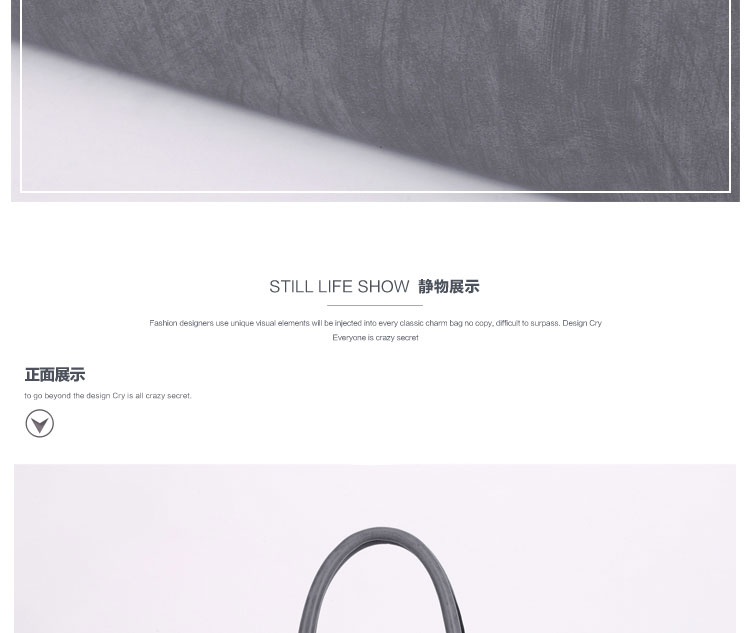 STILL LIFE SHOW 静物展示
Fashion designers use unique visual elements will be injected into every classic charm bag no copy, difficult to surpass. Design Cry
Everyone is crazy secret
正面展示
to go beyond the design Cry is all crazy secret.